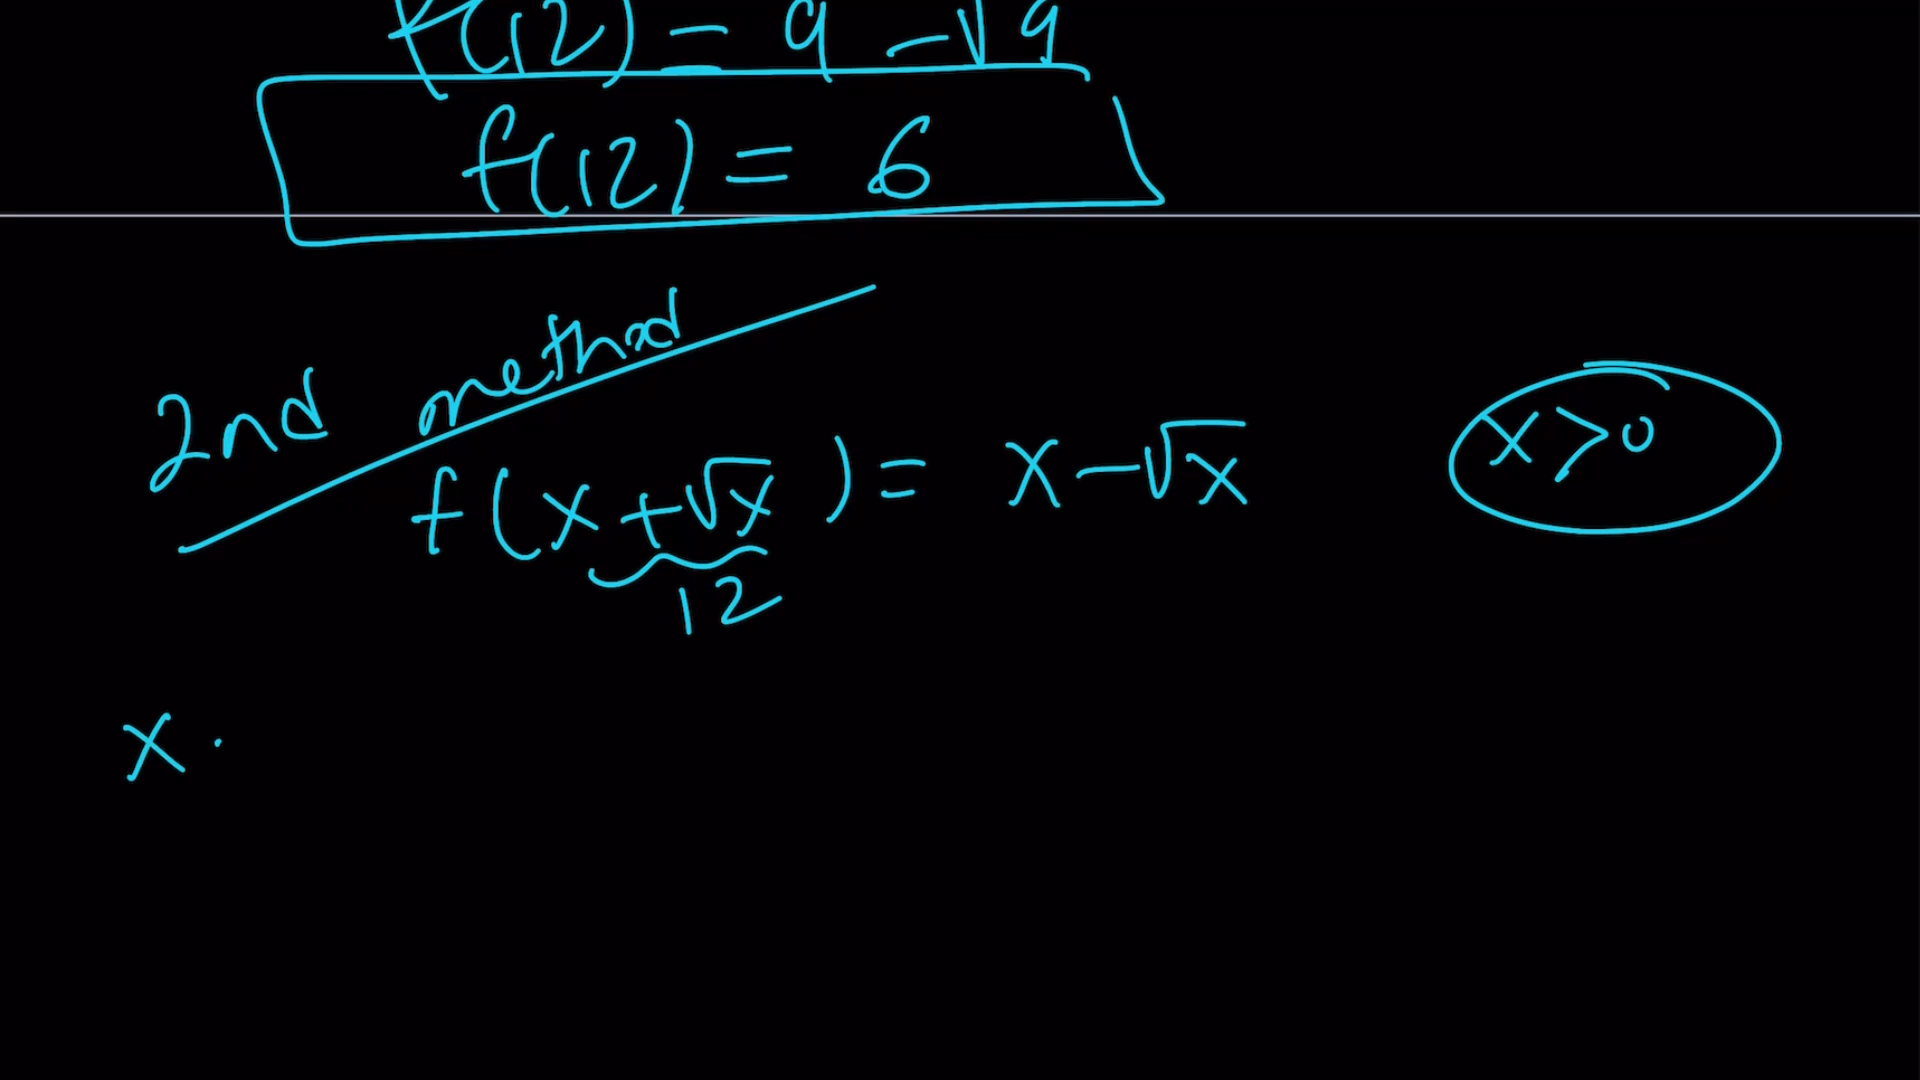 f(12) = 9 - √9
f(12) = 6
2nd method
f(x + √x) = x - √x
x > 0
12
x ·